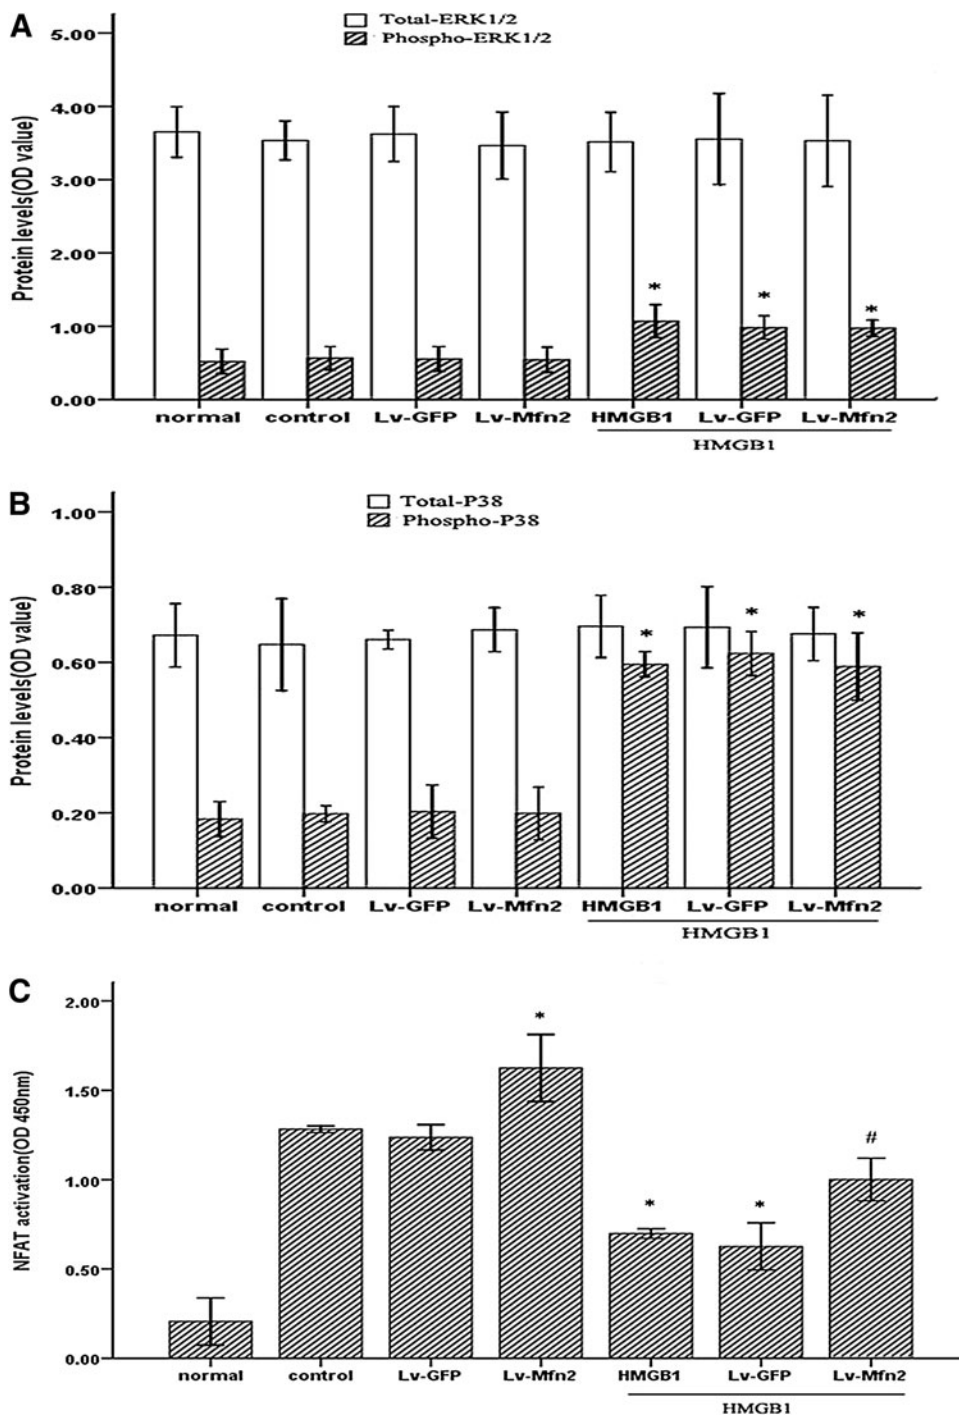 A
Total-ERK1/2
Phospho-ERK1/2
Protein levels(OD value)
5.00
4.00
3.00
2.00
1.00
0.00
* * *
normal control Lv-GFP Lv-Mfn2 HMGB1 Lv-GFP Lv-Mfn2
HMGB1
B
Total-P38
Phospho-P38
Protein levels(OD value)
1.00
0.80
0.60
0.40
0.20
0.00
* * *
normal control Lv-GFP Lv-Mfn2 HMGB1 Lv-GFP Lv-Mfn2
HMGB1
C
NFAT activation(OD 450nm)
2.00
1.50
1.00
0.50
0.00
* * * #
normal control Lv-GFP Lv-Mfn2 HMGB1 Lv-GFP Lv-Mfn2
HMGB1